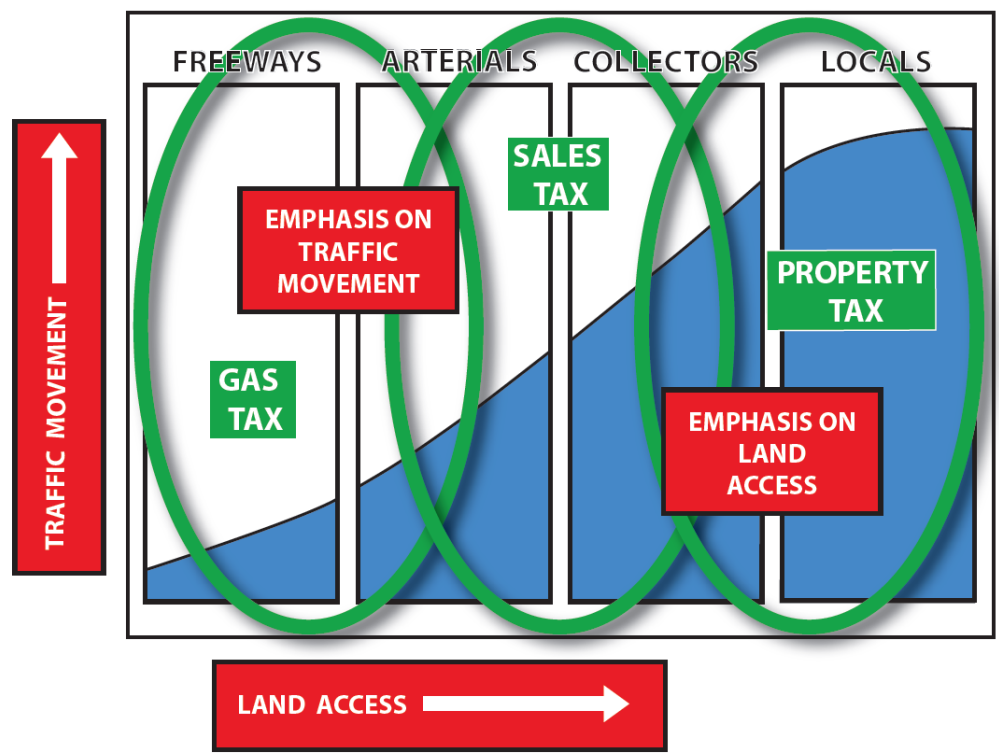 FREEWAYS
ARTERIALS
COLLECTORS
LOCALS
SALES
TAX
EMPHASIS ON
TRAFFIC
MOVEMENT
PROPERTY
TAX
GAS
TAX
EMPHASIS ON
LAND
ACCESS
TRAFFIC MOVEMENT
LAND ACCESS